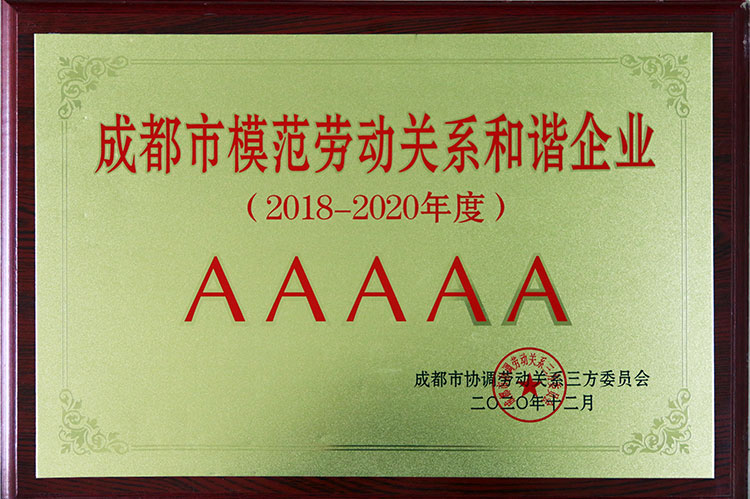 成都市模范劳动关系和谐企业
（2018-2020年度）
AAAAA
成都市协调劳动关系三方委员会
二〇二〇年十二月